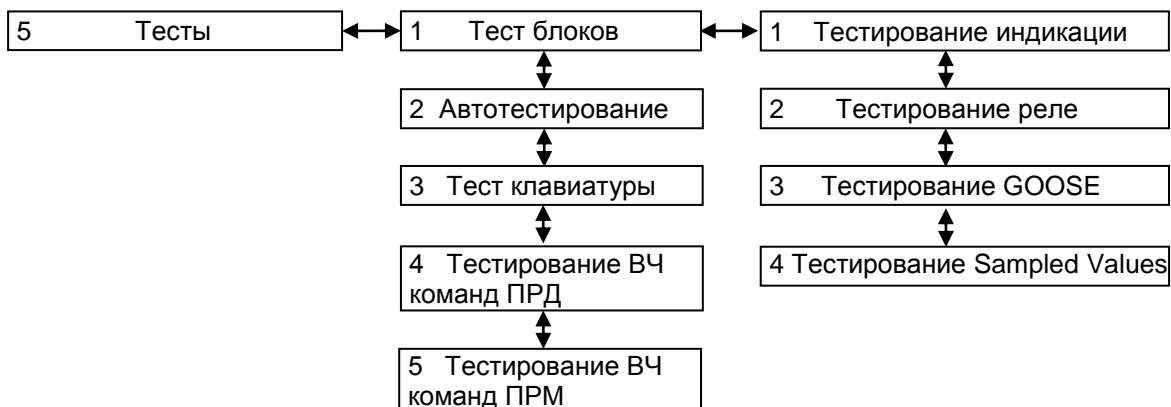 5 Тесты
1 Тест блоков
1 Тестирование индикации
2 Автотестирование
2 Тестирование реле
3 Тест клавиатуры
3 Тестирование GOOSE
4 Тестирование ВЧ
команд ПРД
4 Тестирование Sampled Values
5 Тестирование ВЧ
команд ПРМ